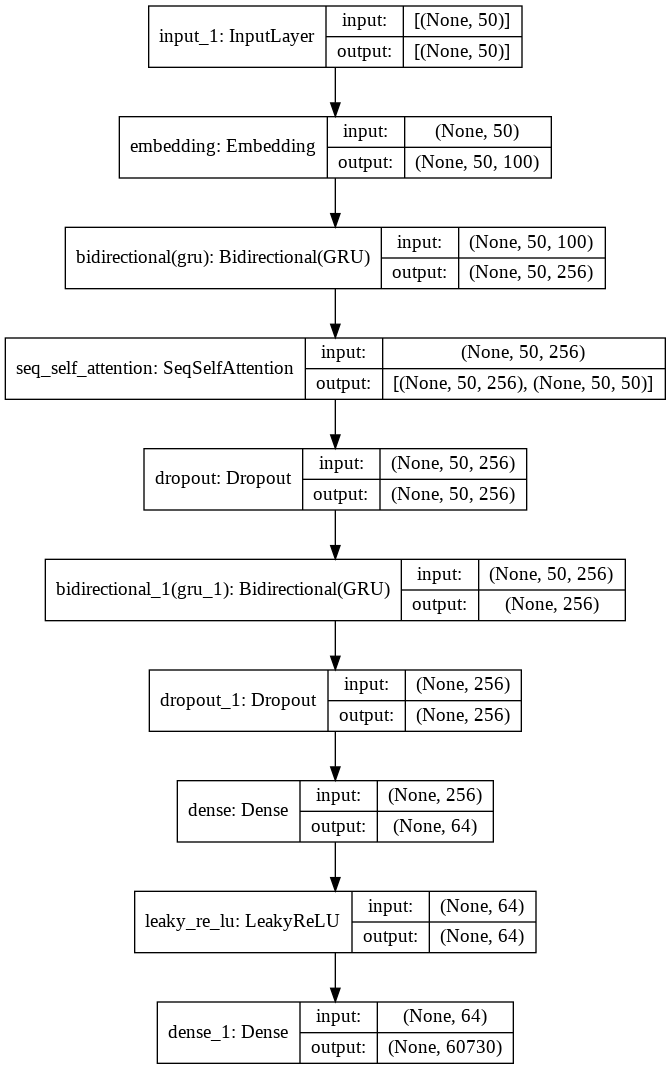 input_1: InputLayer
input: [(None, 50)]
output: [(None, 50)]
embedding: Embedding
input: (None, 50)
output: (None, 50, 100)
bidirectional(gru): Bidirectional(GRU)
input: (None, 50, 100)
output: (None, 50, 256)
seq_self_attention: SeqSelfAttention
input: (None, 50, 256)
output: [(None, 50, 256), (None, 50, 50)]
dropout: Dropout
input: (None, 50, 256)
output: (None, 50, 256)
bidirectional_1(gru_1): Bidirectional(GRU)
input: (None, 50, 256)
output: (None, 256)
dropout_1: Dropout
input: (None, 256)
output: (None, 256)
dense: Dense
input: (None, 256)
output: (None, 64)
leaky_re_lu: LeakyReLU
input: (None, 64)
output: (None, 64)
dense_1: Dense
input: (None, 64)
output: (None, 60730)